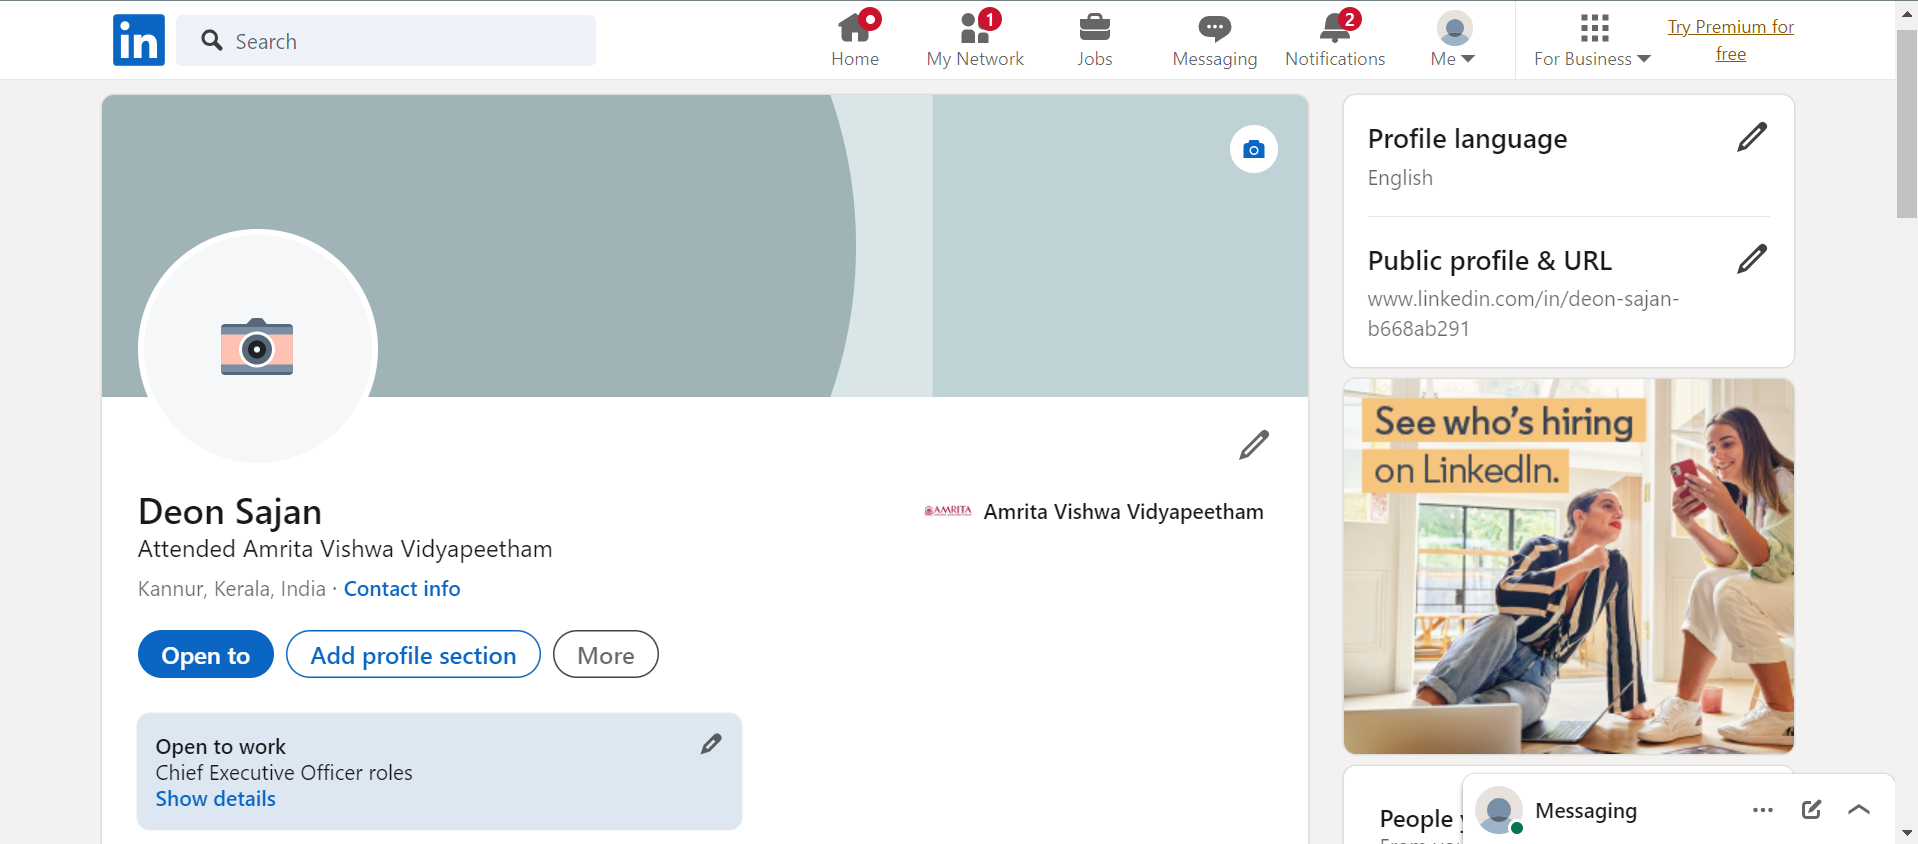 in
Search
Home
1
My Network
Jobs
Messaging
2
Notifications
Me
For Business
Try Premium for
free
Profile language
English
Public profile & URL
www.linkedin.com/in/deon-sajan-
b668ab291
See who's hiring
on LinkedIn.
Deon Sajan
AMRITA
Amrita Vishwa Vidyapeetham
Attended Amrita Vishwa Vidyapeetham
Kannur, Kerala, India · Contact info
Open to
Add profile section
More
Open to work
Chief Executive Officer roles
Show details
People
Messaging